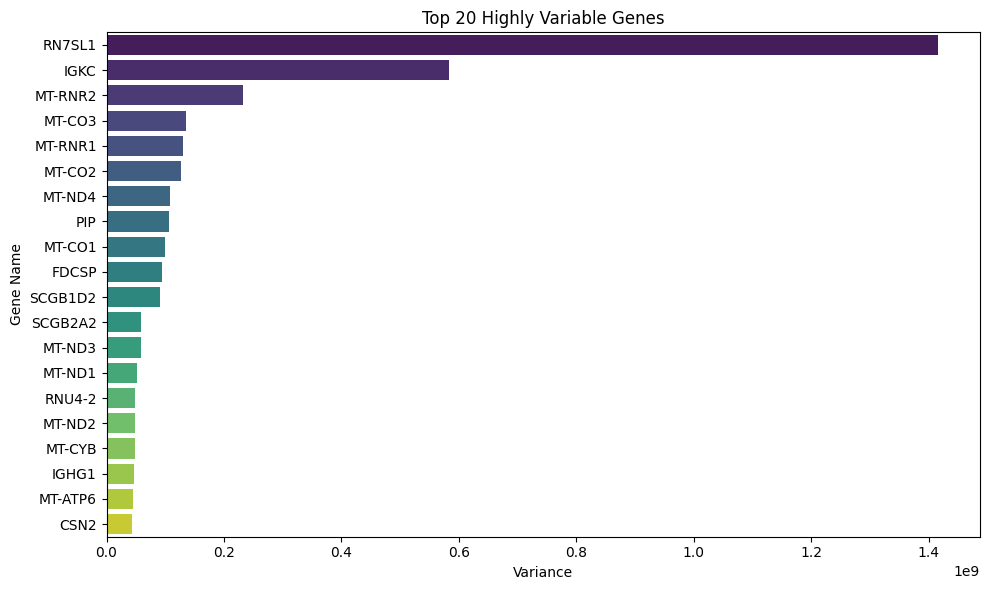 Top 20 Highly Variable Genes
Gene Name
RN7SL1
IGKC
MT-RNR2
MT-CO3
MT-RNR1
MT-CO2
MT-ND4
PIP
MT-CO1
FDCSP
SCGB1D2
SCGB2A2
MT-ND3
MT-ND1
RNU4-2
MT-ND2
MT-CYB
IGHG1
MT-ATP6
CSN2
0.0 0.2 0.4 0.6 0.8 1.0 1.2 1.4
1e9
Variance